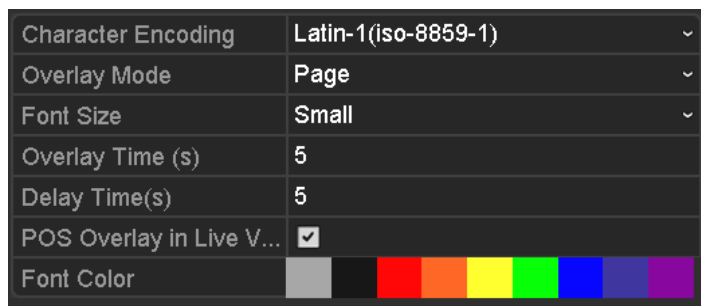 Character Encoding Latin-1(iso-8859-1)
Overlay Mode Page
Font Size Small
Overlay Time (s) 5
Delay Time(s) 5
POS Overlay in Live V...
Font Color